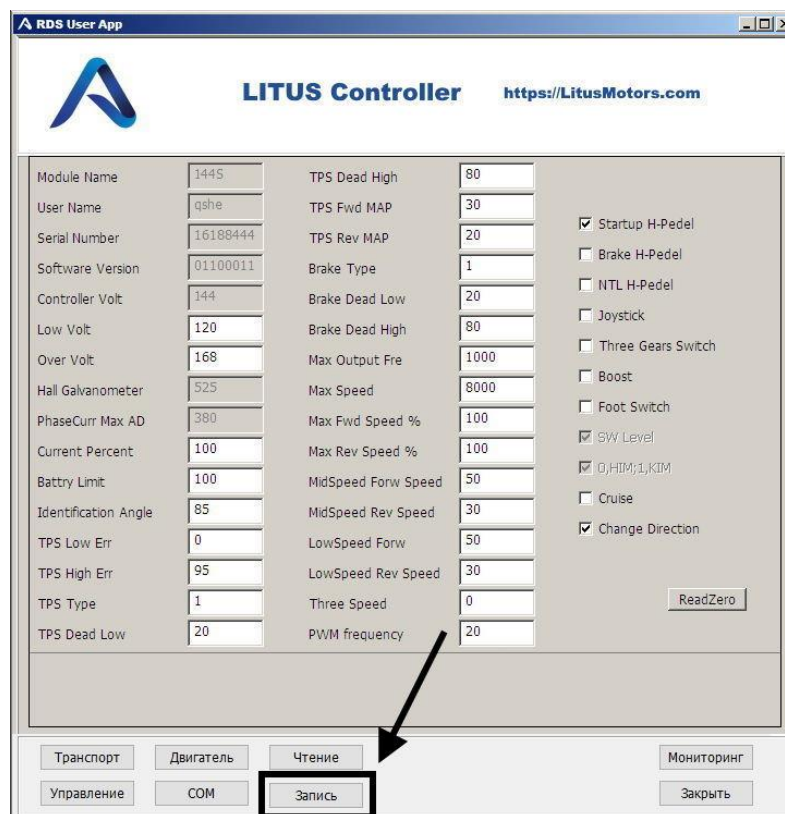 RDS User App
LITUS Controller https://LitusMotors.com
Module Name 1445 TPS Dead High 80
User Name qshe TPS Fwd MAP 30
Startup H-Pedel
Serial Number 16188444 TPS Rev MAP 20
Brake H-Pedel
Software Version 01100011 Brake Type 1
NTL H-Pedel
Controller Volt 144 Brake Dead Low 20
Joystick
Low Volt 120 Brake Dead High 80
Three Gears Switch
Over Volt 168 Max Output Fre 1000
Boost
Hall Galvanometer 525 Max Speed 8000
Foot Switch
PhaseCurr Max AD 380 Max Fwd Speed % 100
SW Level
Current Percent 100 Max Rev Speed % 100
0,HIM;1,KIM
Battry Limit 100 MidSpeed Forw Speed 50
Cruise
Identification Angle 85 MidSpeed Rev Speed 30
Change Direction
TPS Low Err 0 LowSpeed Forw 50
TPS High Err 95 LowSpeed Rev Speed 30
TPS Type 1 Three Speed 0 ReadZero
TPS Dead Low 20 PWM frequency 20
Транспорт Двигатель Чтение Мониторинг
Управление COM Запись Закрыть